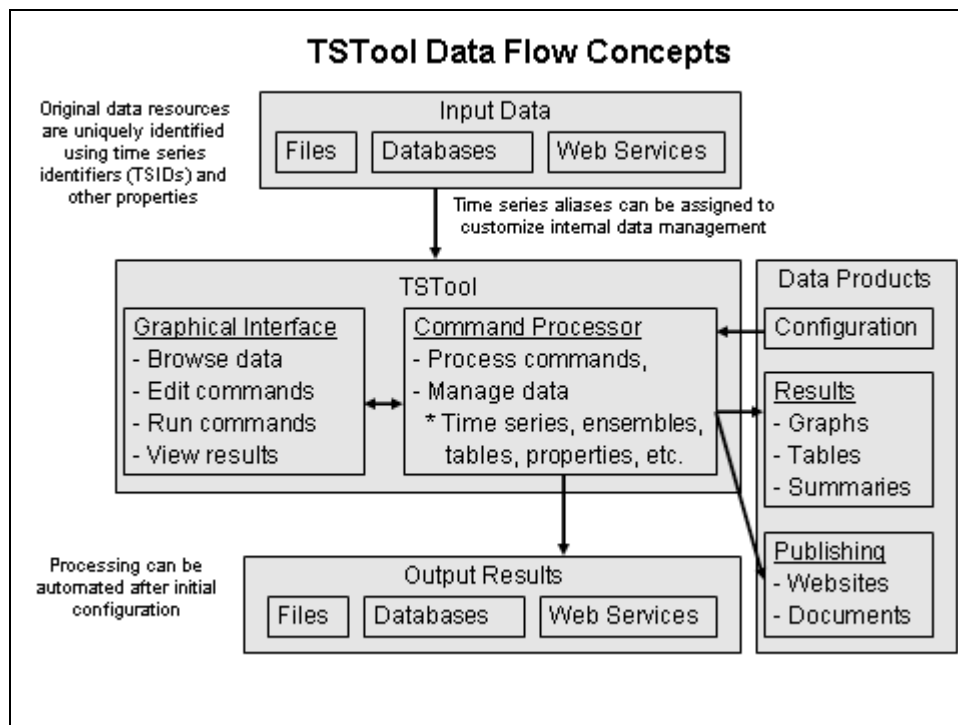 TSTool Data Flow Concepts
Original data resources
are uniquely identified
using time series
identifiers (TSIDs) and
other properties
Input Data
Files
Databases
Web Services
Time series aliases can be assigned to
customize internal data management
TSTool
Graphical Interface
- Browse data
- Edit commands
- Run commands
- View results
Command Processor
- Process commands,
- Manage data
* Time series, ensembles,
tables, properties, etc.
Data Products
Configuration
Results
- Graphs
- Tables
- Summaries
Publishing
- Websites
- Documents
Processing can be
automated after initial
configuration
Output Results
Files
Databases
Web Services